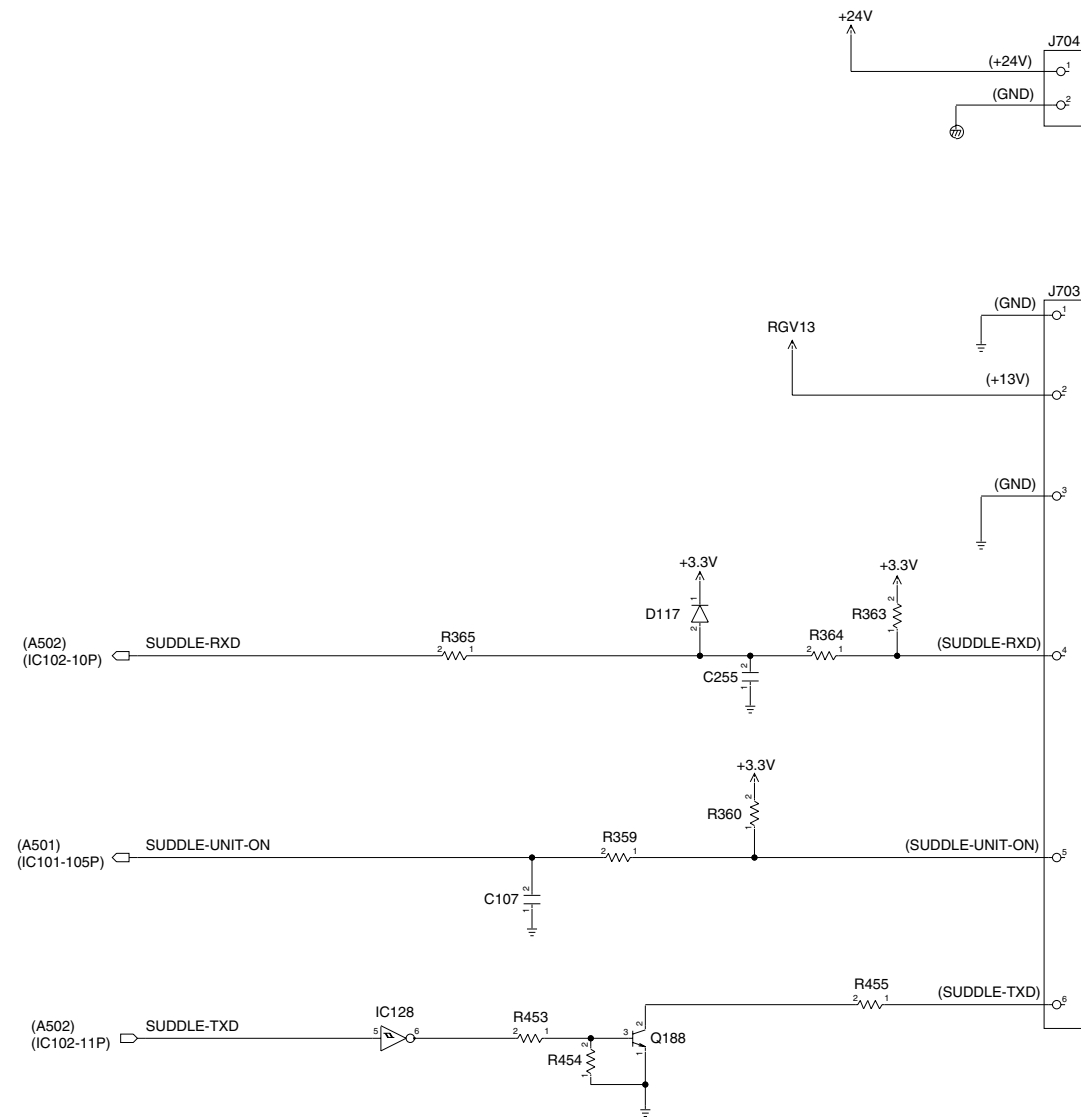 +24V
J704
(+24V)
1
(GND)
2
J703
(GND)
1
RGV13
(+13V)
2
(GND)
3
+3.3V
+3.3V
1
D117
2
2
R363
1
(A502)
(IC102-10P)
SUDDLE-RXD
2 R365 1
2 R364 1
(SUDDLE-RXD)
4
2
C255
1
+3.3V
2
R360
1
(A501)
(IC101-105P)
SUDDLE-UNIT-ON
2 R359 1
(SUDDLE-UNIT-ON)
5
2
C107
1
2 R455 1
(SUDDLE-TXD)
6
(A502)
(IC102-11P)
SUDDLE-TXD
5 IC128 6
2 R453 1
3 2 Q188 1
2
R454
1